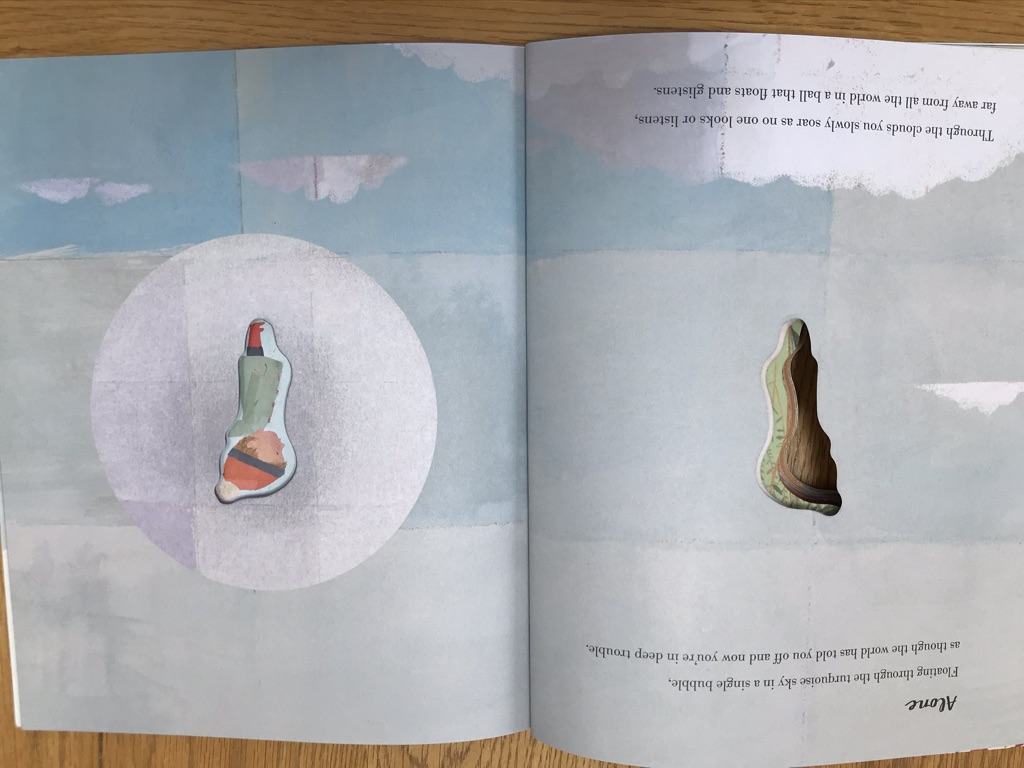 Alone
Floating through the turquoise sky in a single bubble,
as though the world has told you off and now you're in deep trouble.
Through the clouds you slowly soar as no one looks or listens,
far away from all the world in a ball that floats and glistens.